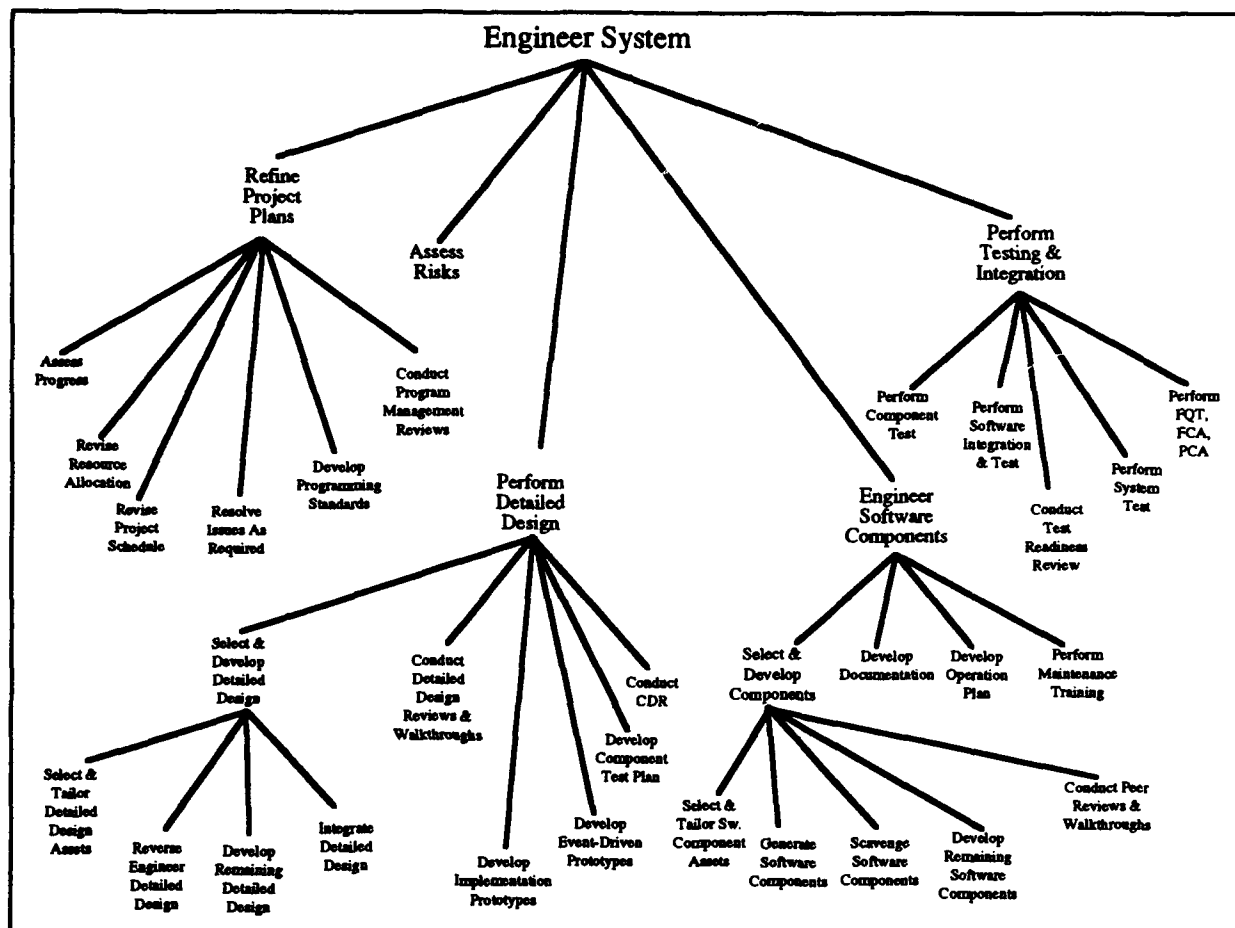 Engineer System
Refine
Project
Plans
Assess
Risks
Perform
Testing &
Integration
Assess
Progress
Revise
Resource
Allocation
Revise
Project
Schedule
Resolve
Issues As
Required
Develop
Programming
Standards
Conduct
Program
Management
Reviews
Perform
Detailed
Design
Engineer
Software
Components
Perform
Component
Test
Perform
Software
Integration
& Test
Conduct
Test
Readiness
Review
Perform
System
Test
Perform
FQT,
FCA,
PCA
Select &
Develop
Detailed
Design
Conduct
Detailed
Design
Reviews &
Walkthroughs
Develop
Implementation
Prototypes
Develop
Event-Driven
Prototypes
Develop
Component
Test Plan
Conduct
CDR
Select &
Develop
Components
Develop
Documentation
Develop
Operation
Plan
Perform
Maintenance
Training
Select &
Tailor
Detailed
Design
Assets
Reverse
Engineer
Detailed
Design
Develop
Remaining
Detailed
Design
Integrate
Detailed
Design
Select &
Tailor Sw.
Component
Assets
Generate
Software
Components
Scavenge
Software
Components
Develop
Remaining
Software
Components
Conduct Peer
Reviews &
Walkthroughs